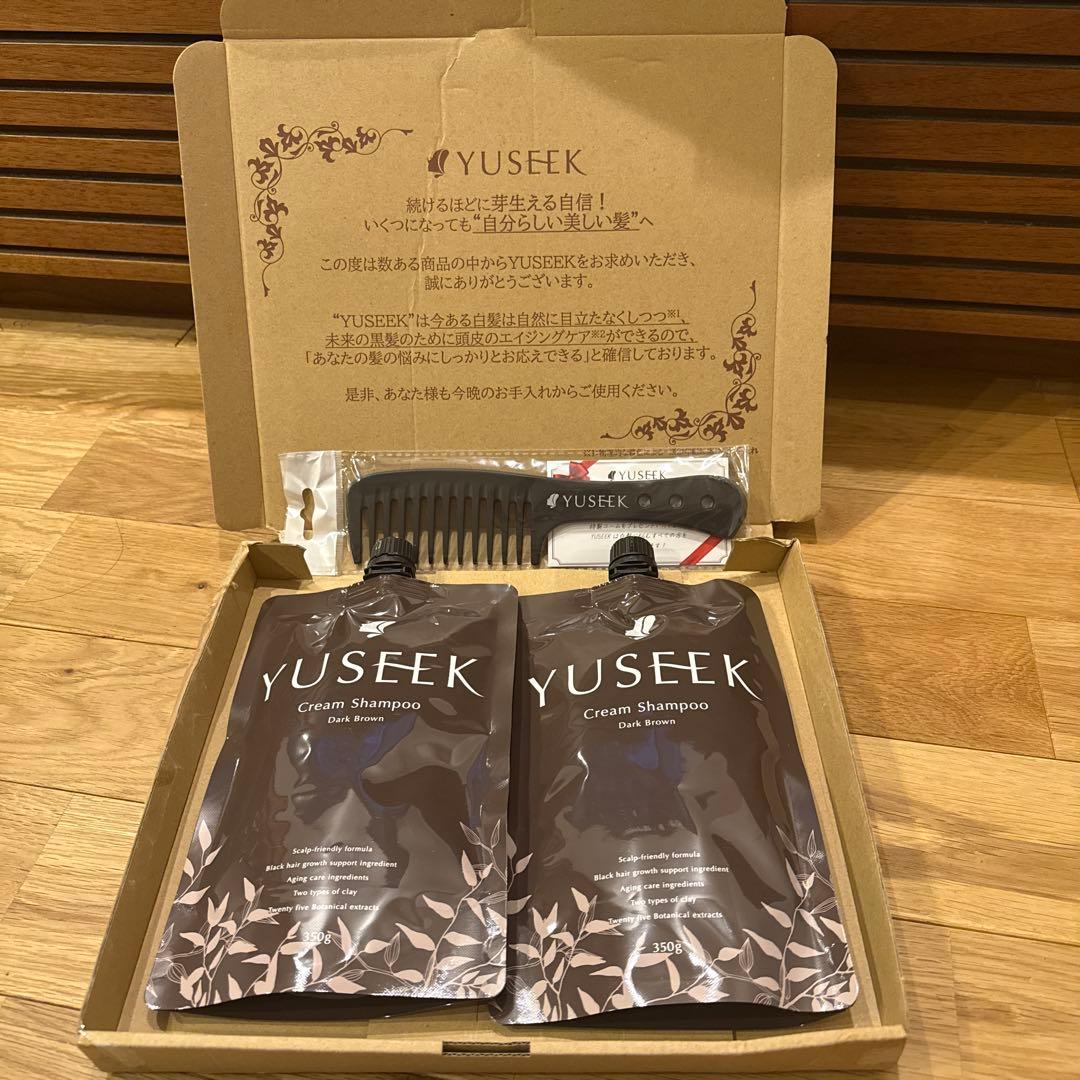 YUSEEK
続けるほどに芽生える自信！
いくつになっても“自分らしい美しい髪”へ
この度は数ある商品の中からYUSEEKをお求めいただき、
誠にありがとうございます。
“YUSEEK”は今ある白髪は自然に目立たなくしつつ※1、
未来の黒髪のために頭皮のエイジングケア※2ができるので、
「あなたの髪の悩みにしっかりとお応えできる」と確信しております。
是非、あなた様も今晩のお手入れからご使用ください。
YUSEEK
YUSEEK
YUSEEK
Cream Shampoo
Dark Brown
Scalp-friendly formula
Black hair growth support ingredient
Aging care ingredients
Two types of clay
Twenty five Botanical extracts
350g
YUSEEK
Cream Shampoo
Dark Brown
Scalp-friendly formula
Black hair growth support ingredient
Aging care ingredients
Two types of clay
Twenty five Botanical extracts
350g